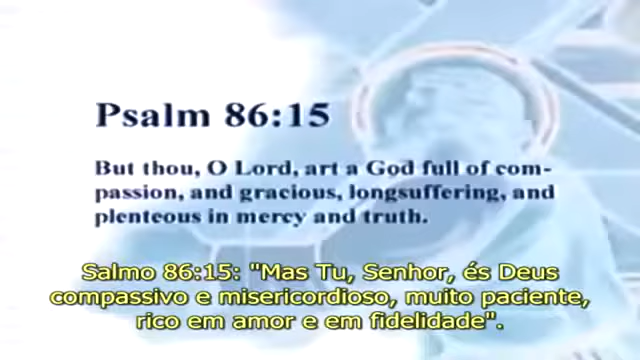 Psalm 86:15
But thou, O Lord, art a God full of com-
passion, and gracious, longsuffering, and
plenteous in mercy and truth.
Salmo 86:15: "Mas Tu, Senhor, és Deus
compassivo e misericordioso, muito paciente,
rico em amor e em fidelidade".